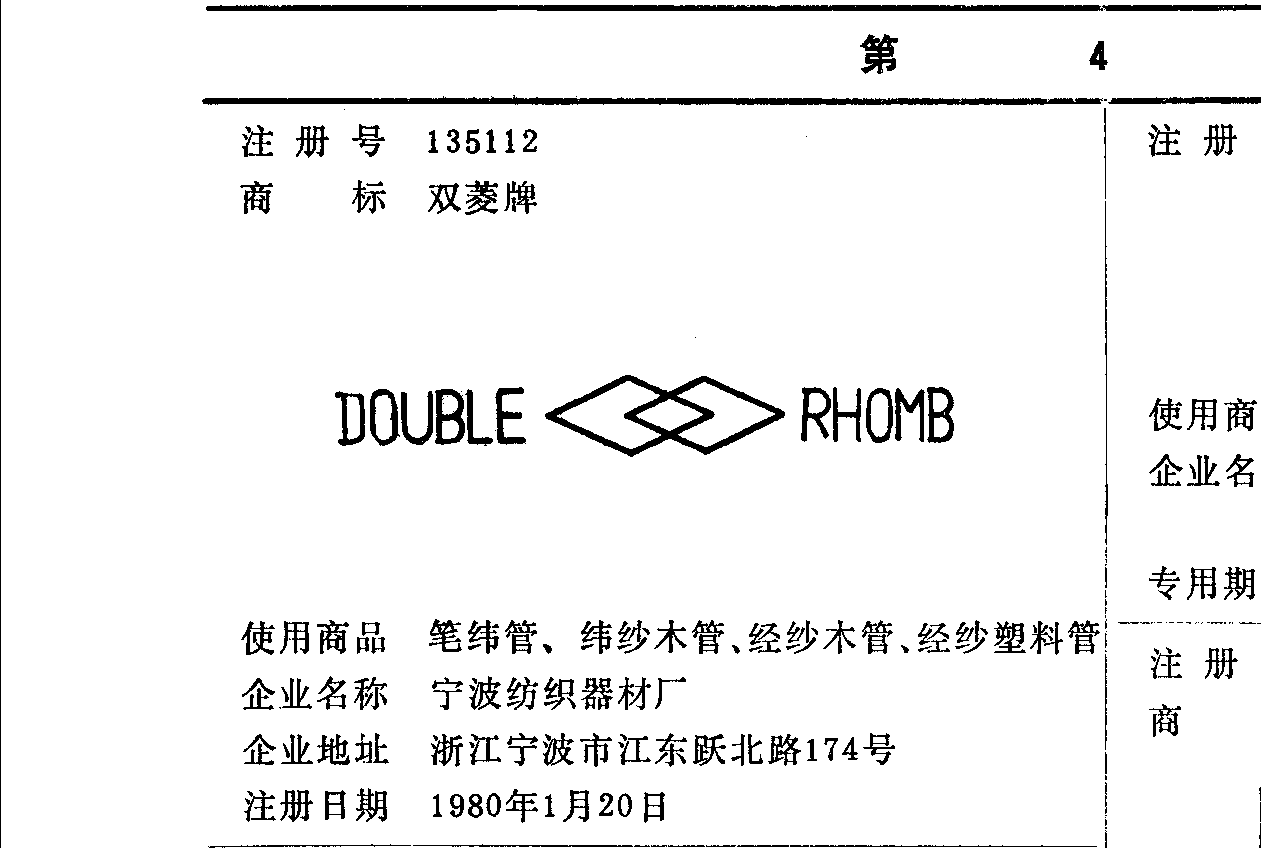 第 4
注册号 135112
商标 双菱牌
DOUBLE RHOMB
使用商品 笔纬管、纬纱木管、经纱木管、经纱塑料管
企业名称 宁波纺织器材厂
企业地址 浙江宁波市江东跃北路174号
注册日期 1980年1月20日
注册
使用商
企业名
专用期
注册
商